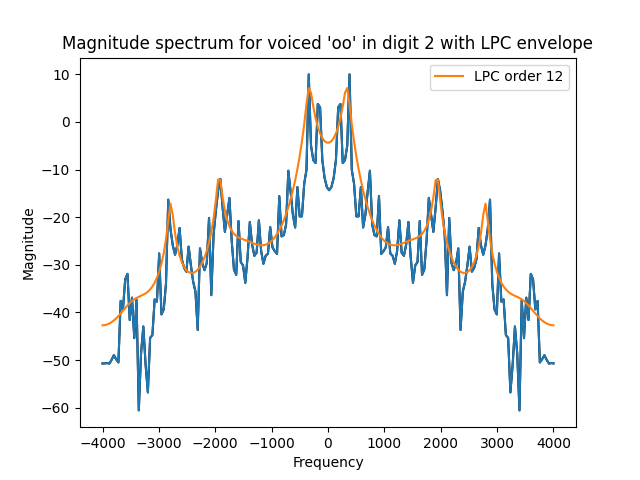 Magnitude spectrum for voiced 'oo' in digit 2 with LPC envelope
LPC order 12
10
0
−10
−20
−30
−40
−50
−60
Magnitude
−4000 −3000 −2000 −1000 0 1000 2000 3000 4000
Frequency